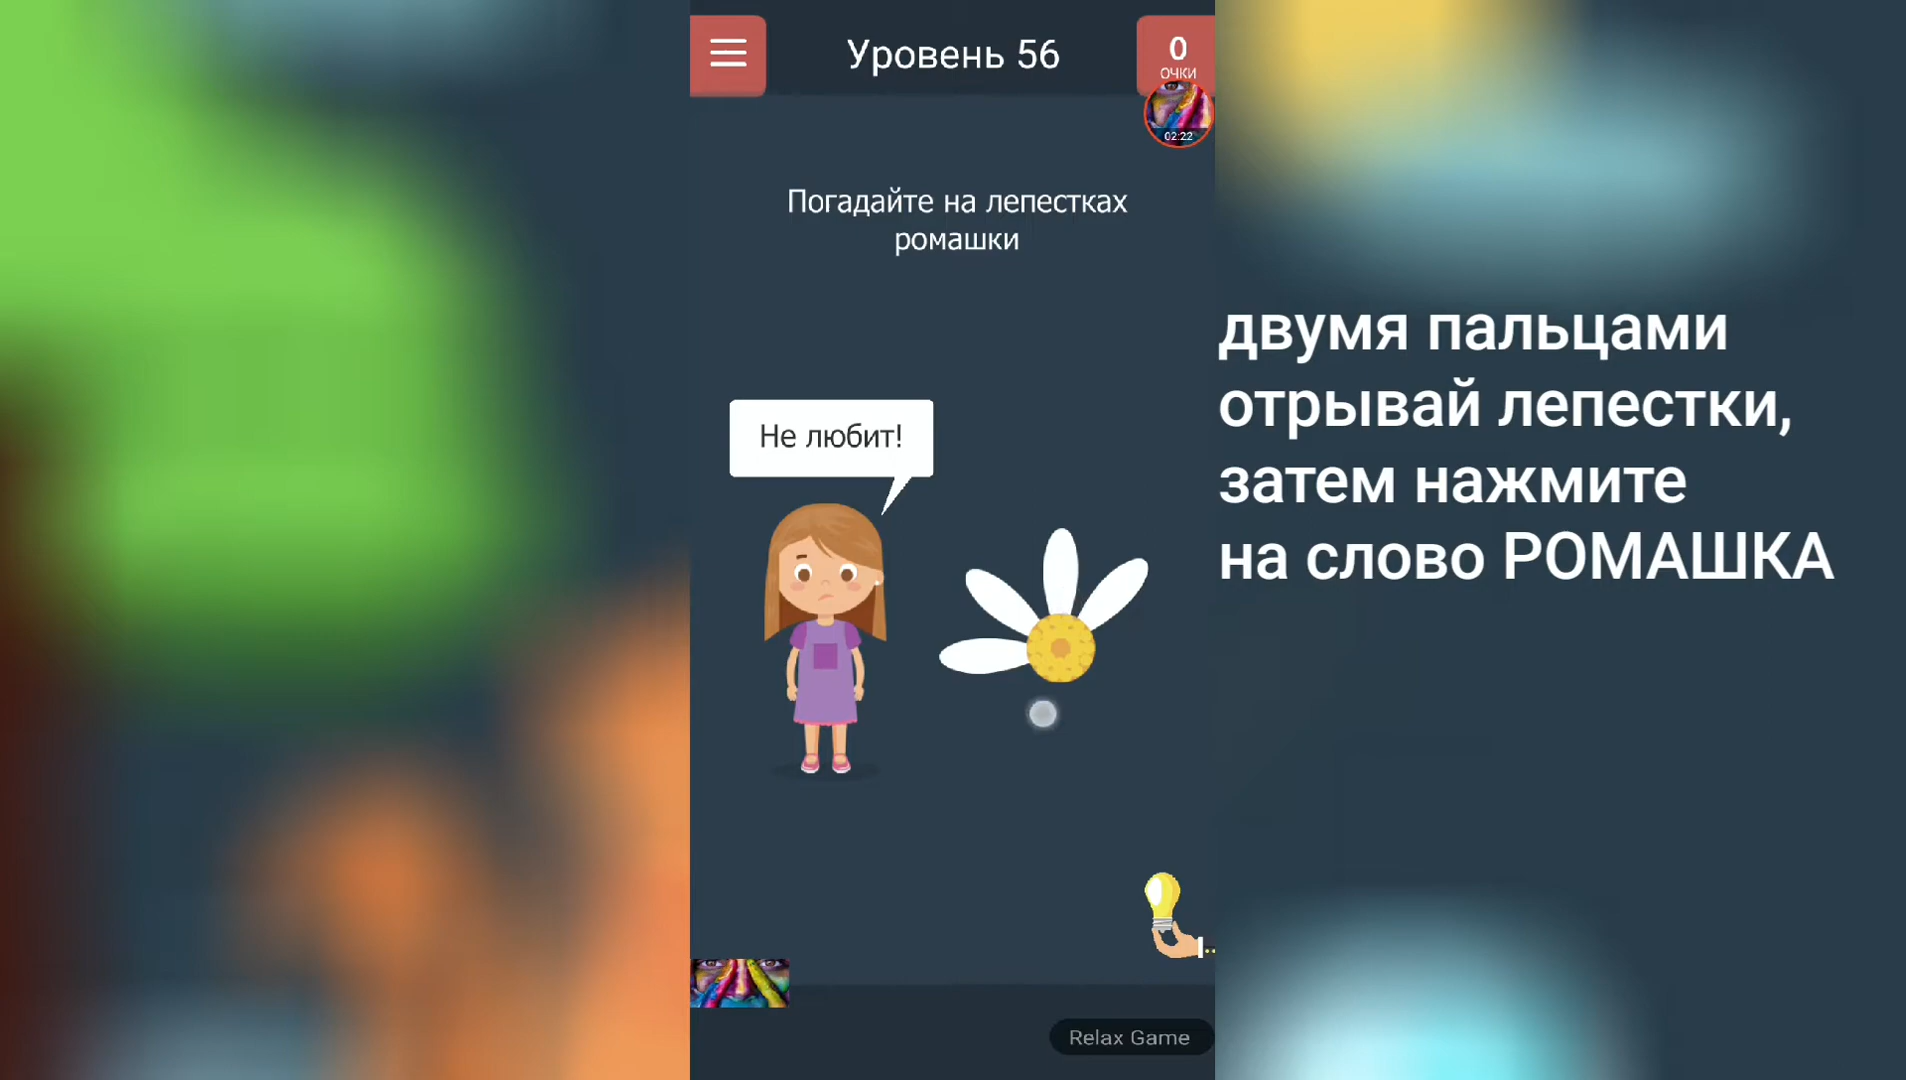 Уровень 56
0
ОЧКИ
02:22
Погадайте на лепестках
ромашки
Не любит!
двумя пальцами
отрывай лепестки,
затем нажмите
на слово РОМАШКА
Relax Game